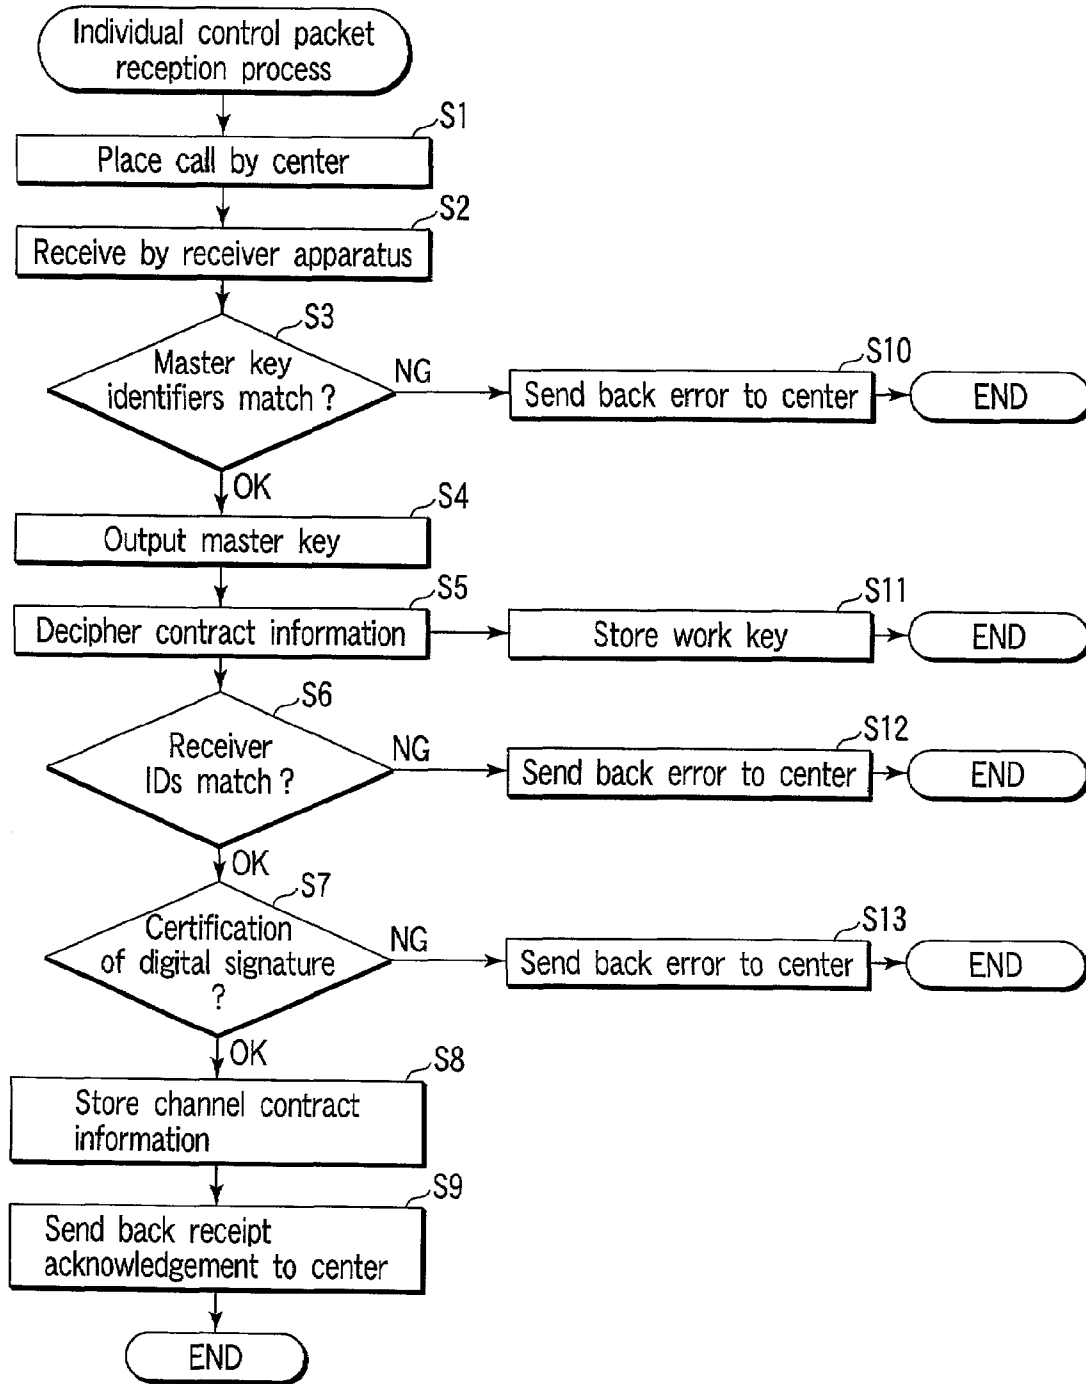 Individual control packet
reception process
S1
Place call by center
S2
Receive by receiver apparatus
S3
Master key
identifiers match ?
NG
S10
Send back error to center
END
OK
S4
Output master key
S5
Decipher contract information
S11
Store work key
END
S6
Receiver
IDs match ?
NG
S12
Send back error to center
END
OK
S7
Certification
of digital signature
?
NG
S13
Send back error to center
END
OK
S8
Store channel contract
information
S9
Send back receipt
acknowledgement to center
END